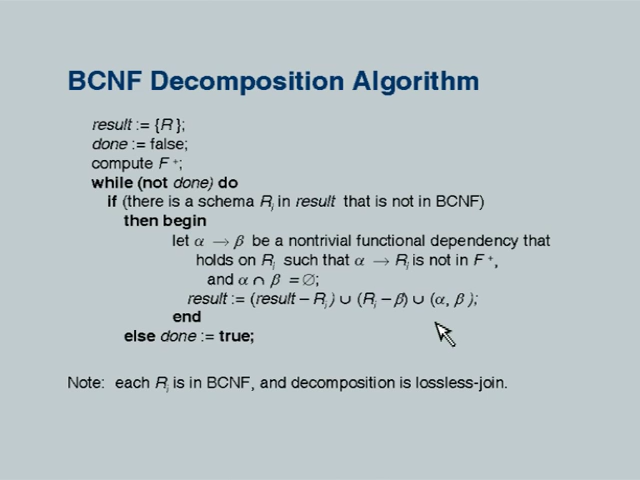 BCNF Decomposition Algorithm
result := {R };
done := false;
compute F +;
while (not done) do
if (there is a schema Ri in result that is not in BCNF)
then begin
let α → β be a nontrivial functional dependency that
holds on Ri such that α → Ri is not in F +,
and α ∩ β = ∅;
result := (result – Ri ) ∪ (Ri – β) ∪ (α, β );
end
else done := true;
Note: each Ri is in BCNF, and decomposition is lossless-join.